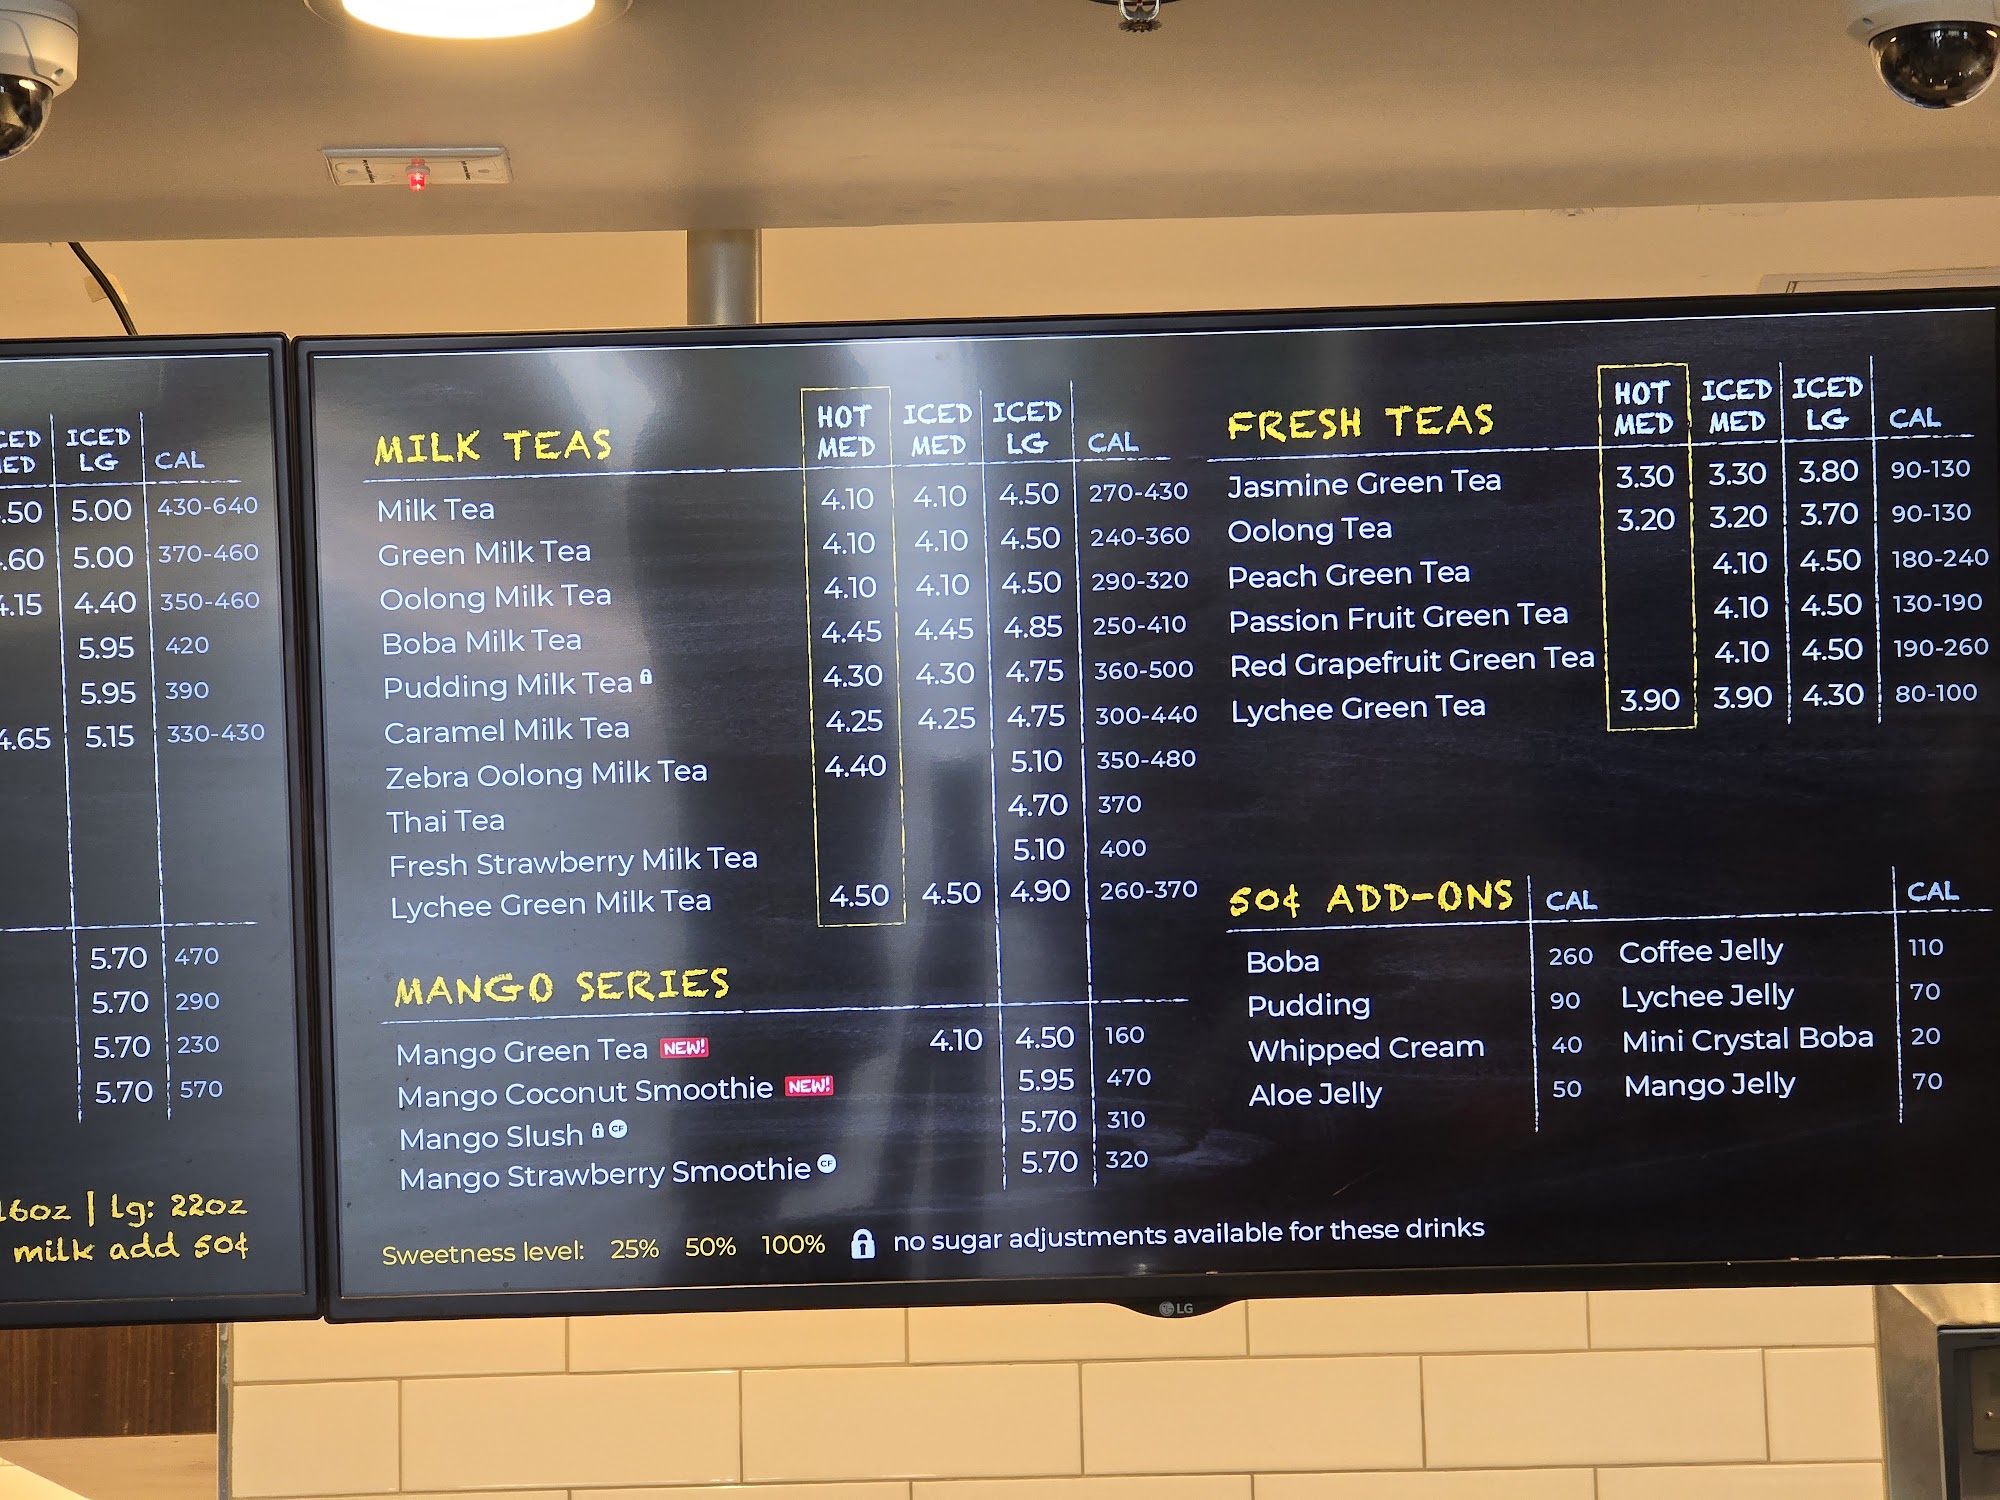 ICED
LG
CAL
.50 5.00 430-640
.60 5.00 370-460
4.15 4.40 350-460
5.95 420
5.95 390
4.65 5.15 330-430
5.70 470
5.70 290
5.70 230
5.70 570
16oz | lg: 22oz
milk add 50¢
MILK TEAS HOT MED ICED MED ICED LG CAL
Milk Tea 4.10 4.10 4.50 270-430
Green Milk Tea 4.10 4.10 4.50 240-360
Oolong Milk Tea 4.10 4.10 4.50 290-320
Boba Milk Tea 4.45 4.45 4.85 250-410
Pudding Milk Tea 4.30 4.30 4.75 360-500
Caramel Milk Tea 4.25 4.25 4.75 300-440
Zebra Oolong Milk Tea 4.40 5.10 350-480
Thai Tea 4.70 370
Fresh Strawberry Milk Tea 5.10 400
Lychee Green Milk Tea 4.50 4.50 4.90 260-370
MANGO SERIES
Mango Green Tea NEW! 4.10 4.50 160
Mango Coconut Smoothie NEW! 5.95 470
Mango Slush CF 5.70 310
Mango Strawberry Smoothie CF 5.70 320
Sweetness level: 25% 50% 100% no sugar adjustments available for these drinks
FRESH TEAS HOT MED ICED MED ICED LG CAL
Jasmine Green Tea 3.30 3.30 3.80 90-130
Oolong Tea 3.20 3.20 3.70 90-130
Peach Green Tea 4.10 4.50 180-240
Passion Fruit Green Tea 4.10 4.50 130-190
Red Grapefruit Green Tea 4.10 4.50 190-260
Lychee Green Tea 3.90 3.90 4.30 80-100
50¢ ADD-ONS CAL CAL
Boba 260 Coffee Jelly 110
Pudding 90 Lychee Jelly 70
Whipped Cream 40 Mini Crystal Boba 20
Aloe Jelly 50 Mango Jelly 70
LG